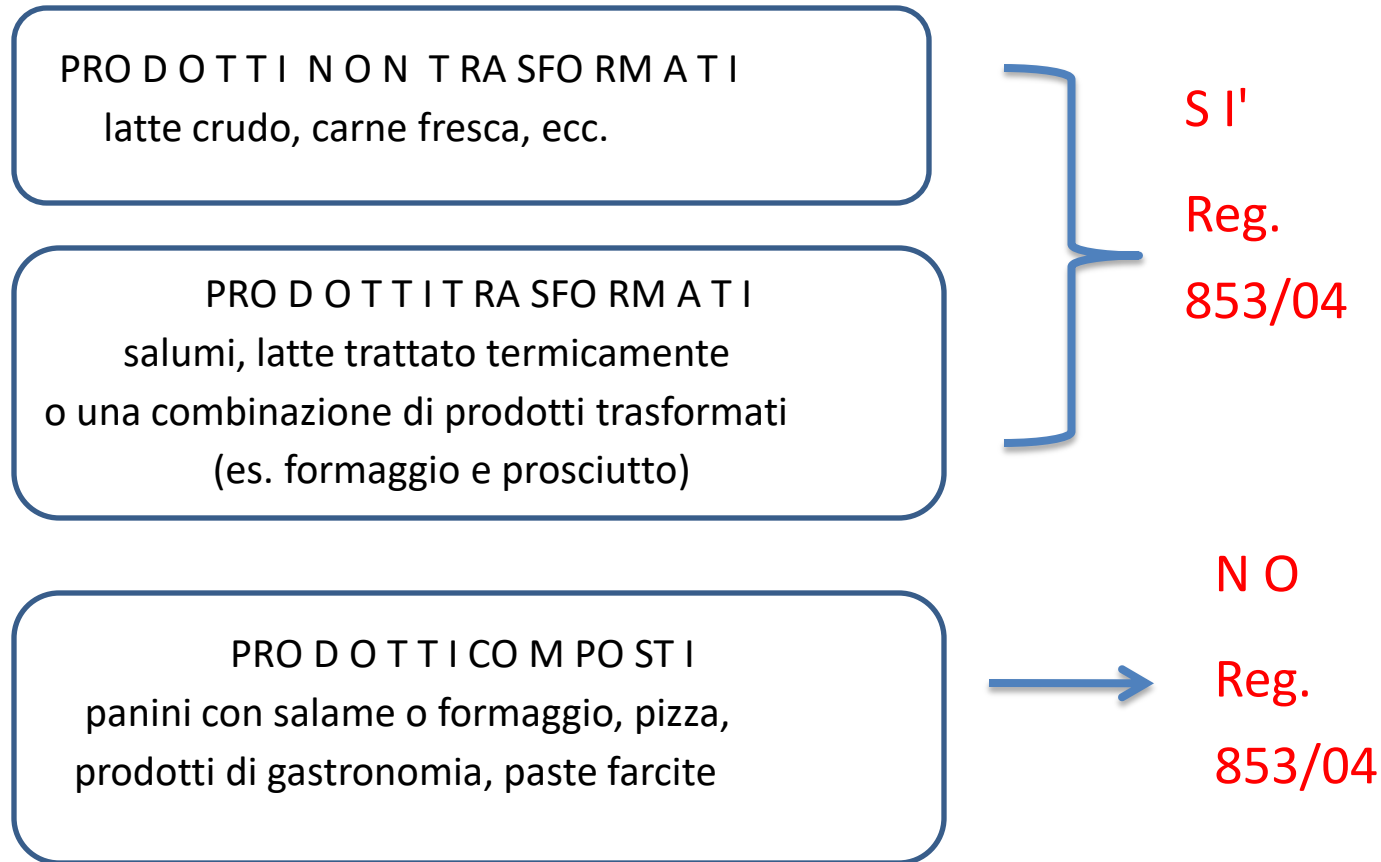 PRO D O T T I  N O N  T RA SFO RM A T I
latte crudo, carne fresca, ecc.
S I'
Reg.
853/04
PRO D O T T I T RA SFO RM A T I
salumi, latte trattato termicamente
o una combinazione di prodotti trasformati
(es. formaggio e prosciutto)
PRO D O T T I CO M PO ST I
panini con salame o formaggio, pizza,
prodotti di gastronomia, paste farcite
N O
Reg.
853/04